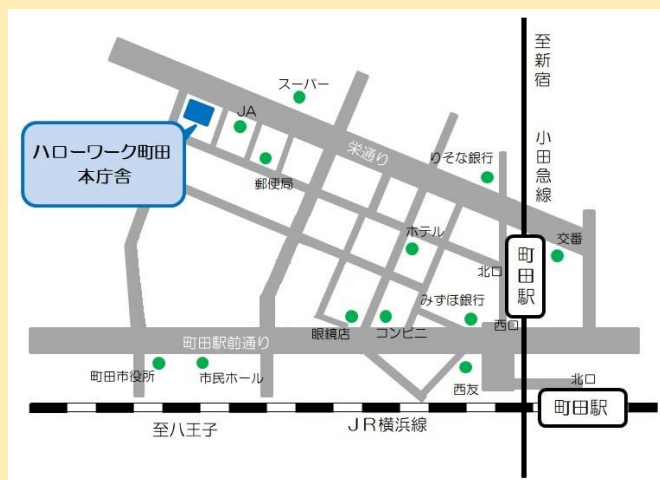 至新宿
小田急線
スーパー
JA
ハローワーク町田
本庁舎
栄通り
りそな銀行
郵便局
ホテル
交番
北口
町田駅
みずほ銀行
西口
眼鏡店
コンビニ
町田駅前通り
町田市役所
市民ホール
西友
北口
町田駅
至八王子
JR横浜線